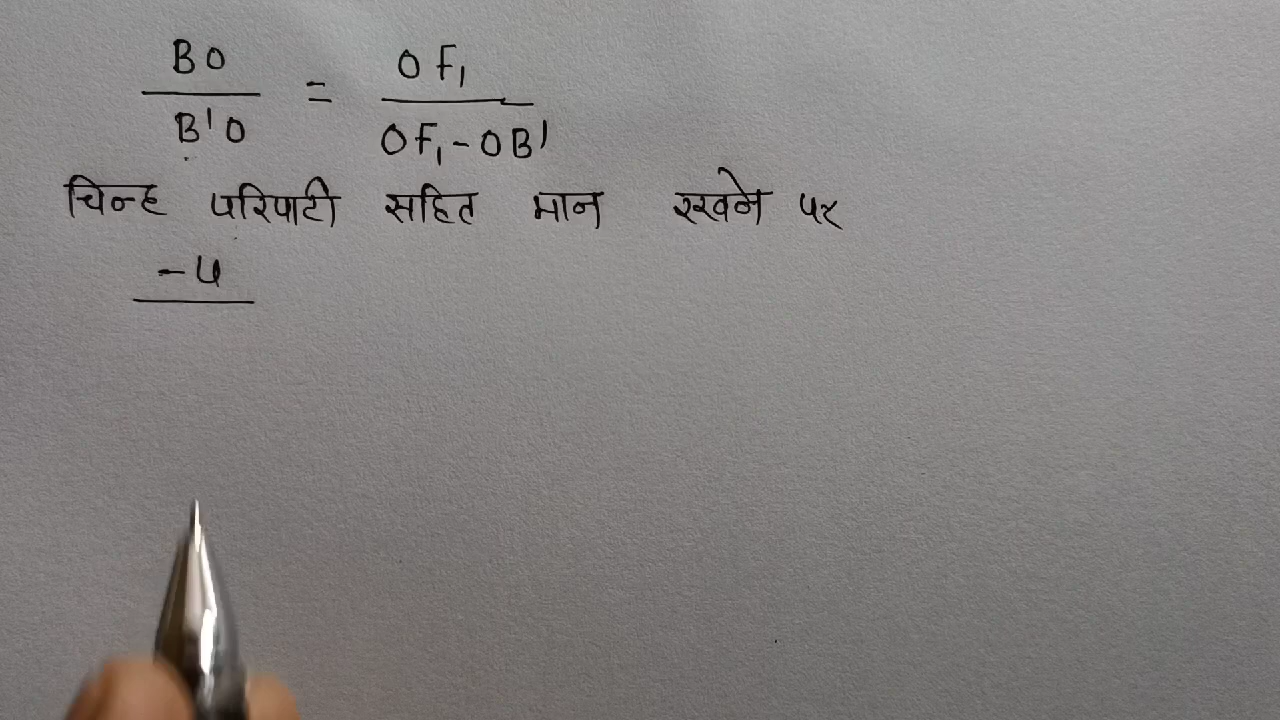 BO / B'O = OF₁ / OF₁ - OB'
चिन्ह परिपाटी सहित मान रखने पर
-u